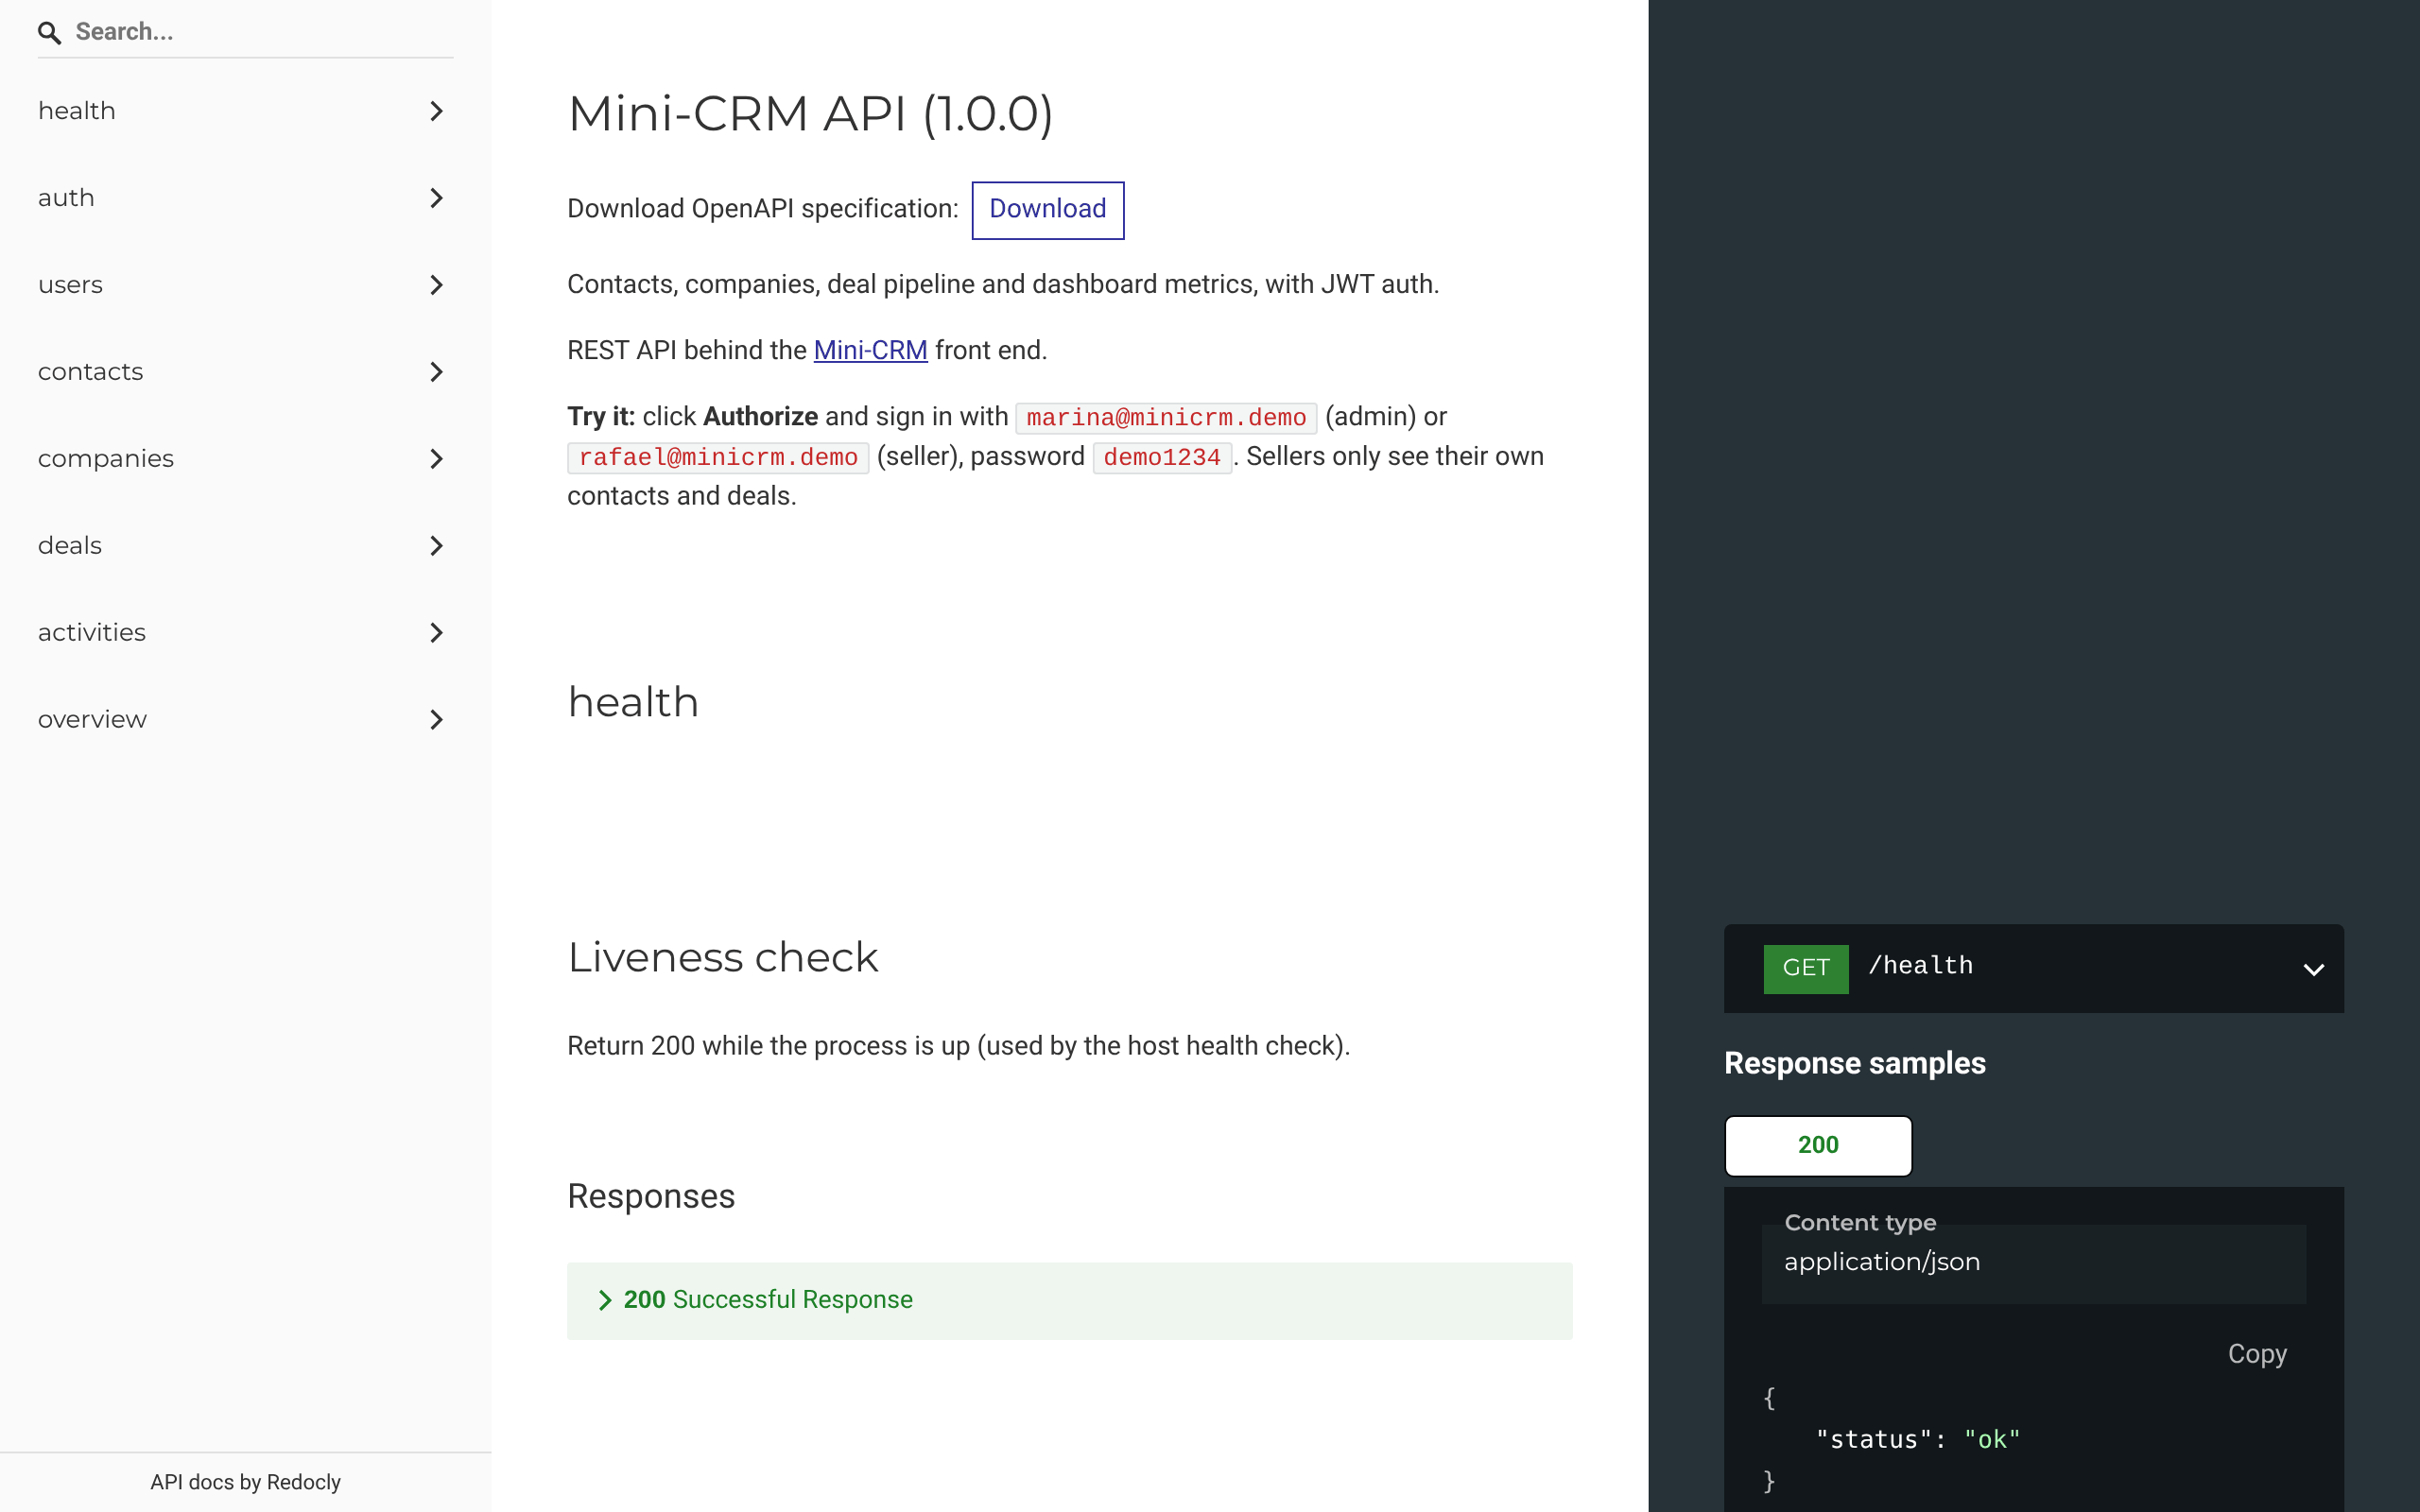 Search...
health
auth
users
contacts
companies
deals
activities
overview
API docs by Redocly
Mini-CRM API (1.0.0)
Download OpenAPI specification: Download
Contacts, companies, deal pipeline and dashboard metrics, with JWT auth.
REST API behind the Mini-CRM front end.
Try it: click Authorize and sign in with marina@minicrm.demo (admin) or
rafael@minicrm.demo (seller), password demo1234. Sellers only see their own
contacts and deals.
health
Liveness check
Return 200 while the process is up (used by the host health check).
Responses
200 Successful Response
GET /health
Response samples
200
Content type
application/json
Copy
{
"status": "ok"
}